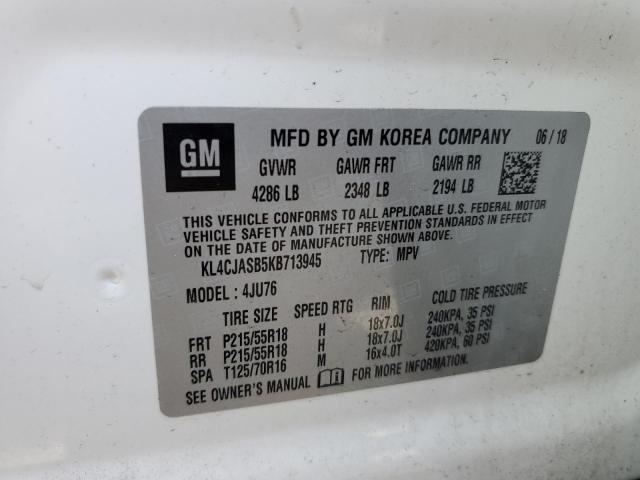 GM MFD BY GM KOREA COMPANY 06/18
GVWR GAWR FRT GAWR RR
4286 LB 2348 LB 2194 LB
THIS VEHICLE CONFORMS TO ALL APPLICABLE U.S. FEDERAL MOTOR
VEHICLE SAFETY AND THEFT PREVENTION STANDARDS IN EFFECT
ON THE DATE OF MANUFACTURE SHOWN ABOVE.
KL4CJASB5KB713945 TYPE: MPV
MODEL : 4JU76
TIRE SIZE SPEED RTG RIM COLD TIRE PRESSURE
FRT P215/55R18 H 18x7.0J 240KPA, 35 PSI
RR P215/55R18 H 18x7.0J 240KPA, 35 PSI
SPA T125/70R16 M 16x4.0T 420KPA, 60 PSI
SEE OWNER'S MANUAL FOR MORE INFORMATION